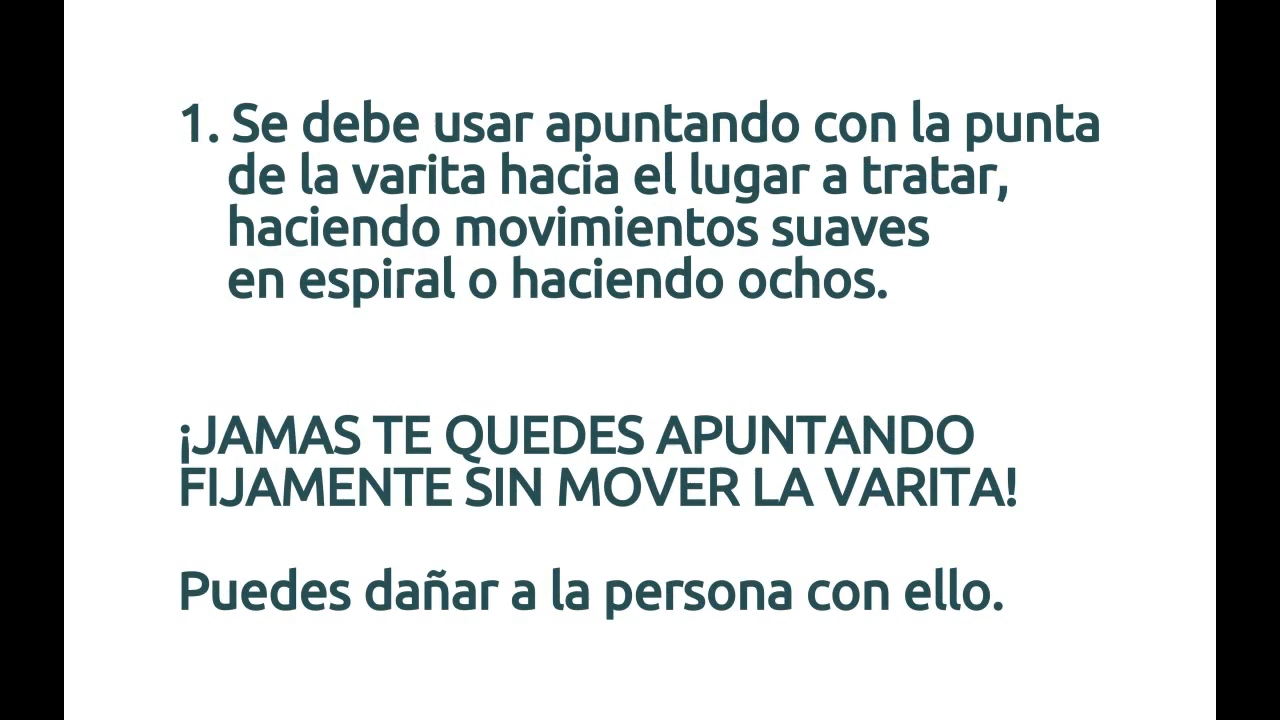 1. Se debe usar apuntando con la punta
de la varita hacia el lugar a tratar,
haciendo movimientos suaves
en espiral o haciendo ochos.
¡JAMAS TE QUEDES APUNTANDO
FIJAMENTE SIN MOVER LA VARITA!
Puedes dañar a la persona con ello.